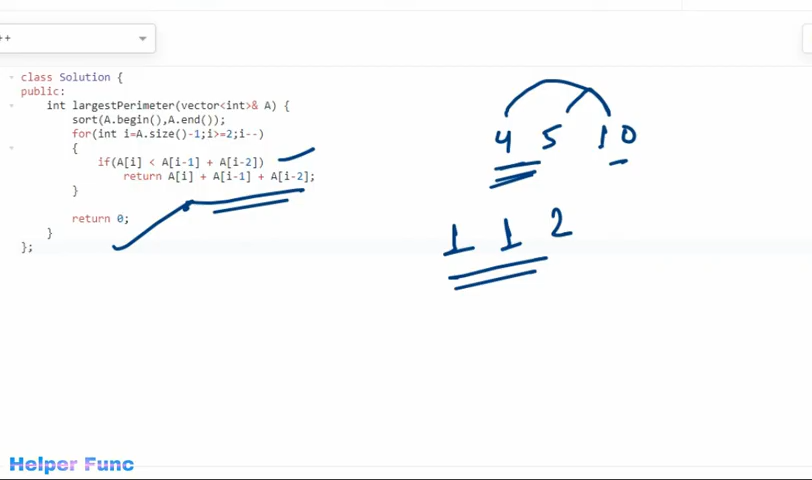 ++
class Solution {
public:
int largestPerimeter(vector<int>& A) {
sort(A.begin(),A.end());
for(int i=A.size()-1;i>=2;i--)
{
if(A[i] < A[i-1] + A[i-2])
return A[i] + A[i-1] + A[i-2];
}
return 0;
}
};
4 5 10
1 1 2
Helper Func